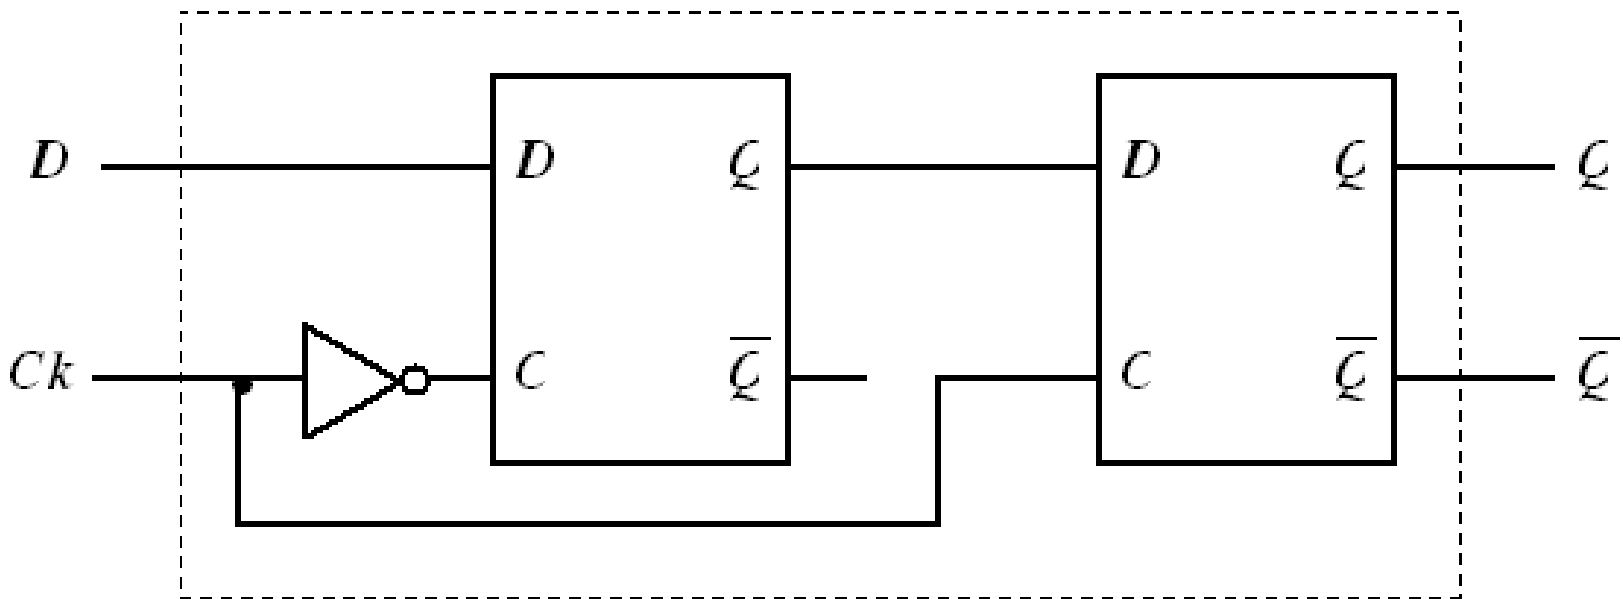 D D Q D Q Q
Ck C Q̅ C Q̅ Q̅